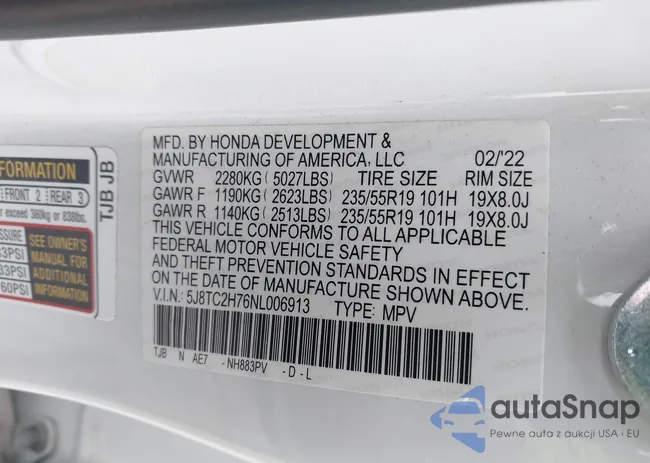 FORMATION
FRONT 2 REAR 3
r exceed 380kg or 838lbs.
SSURE
33PSI
33PSI
60PSI
SEE OWNER'S
MANUAL FOR
ADDITIONAL
INFORMATION
TJB JB
MFD. BY HONDA DEVELOPMENT &
MANUFACTURING OF AMERICA, LLC 02/'22
GVWR 2280KG ( 5027LBS) TIRE SIZE RIM SIZE
GAWR F 1190KG ( 2623LBS) 235/55R19 101H 19X8.0J
GAWR R 1140KG ( 2513LBS) 235/55R19 101H 19X8.0J
THIS VEHICLE CONFORMS TO ALL APPLICABLE
FEDERAL MOTOR VEHICLE SAFETY
AND THEFT PREVENTION STANDARDS IN EFFECT
ON THE DATE OF MANUFACTURE SHOWN ABOVE.
V.I.N.: 5J8TC2H76NL006913 TYPE: MPV
TJB N AE7 -NH883PV -D-L
autaSnap
Pewne auta z aukcji USA i EU